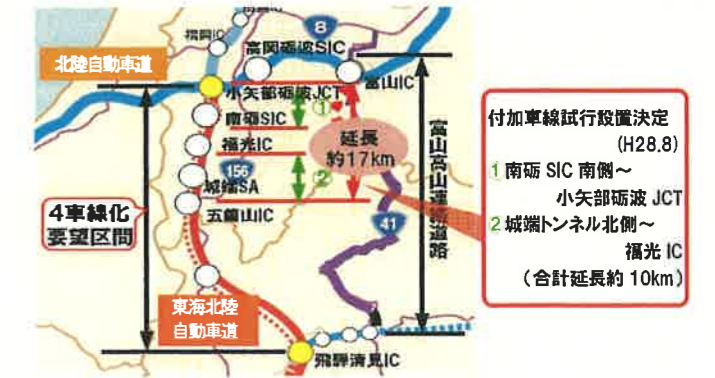 福岡IC
8
高岡砺波SIC
北陸自動車道
富山IC
小矢部砺波JCT
①
南砺SIC
延長
約17km
福光IC
156
②
城端SA
五箇山IC
4車線化
要望区間
41
富山高山連絡道路
東海北陸
自動車道
飛騨清見IC
付加車線試行設置決定
(H28.8)
①南砺 SIC 南側～
小矢部砺波 JCT
②城端トンネル北側～
福光 IC
(合計延長約 10km)